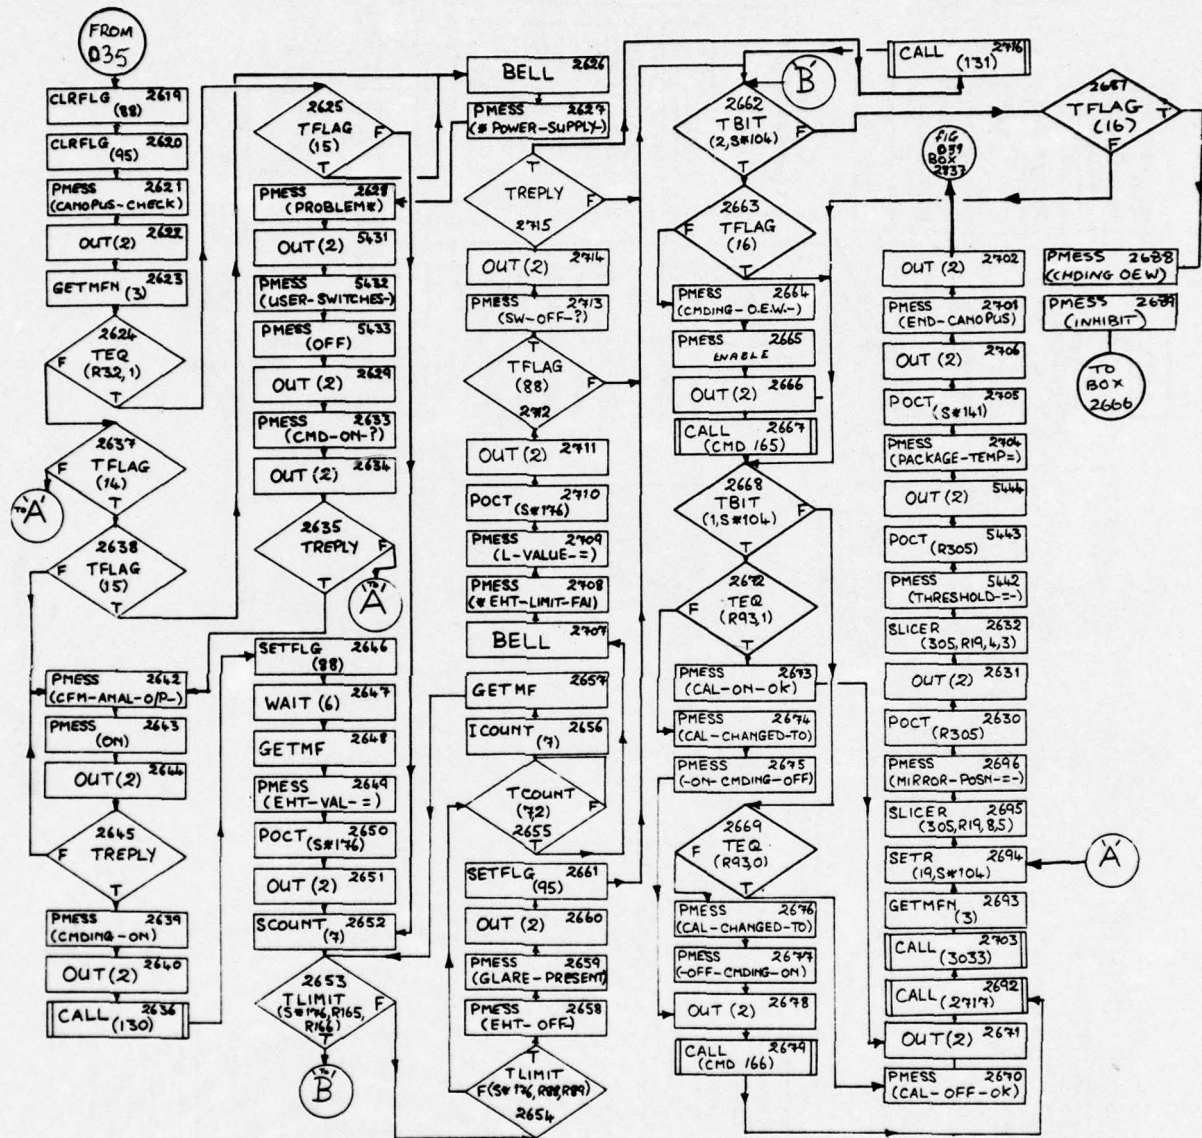 FROM
D35
CLRFLG 2619
(88)
CLRFLG 2620
(95)
PMESS 2621
(CANOPUS-CHECK)
OUT(2) 2622
GETMFN (3) 2623
2624
TEQ
(R32,1)
F
T
2637
TFLAG
(14)
F
T
TO 'A'
2638
TFLAG
(15)
F
T
PMESS 2642
(CFM-ANAL-O/P-)
PMESS 2643
(ON)
OUT(2) 2644
2645
TREPLY
F
T
PMESS 2639
(CMDING-ON)
OUT(2) 2640
CALL 2636
(130)
2625
TFLAG
(15)
F
T
PMESS 2628
(PROBLEM*)
OUT(2) 5431
PMESS 5432
(USER-SWITCHES-)
PMESS 5433
(OFF)
OUT(2) 2629
PMESS 2633
(CMD-ON-?)
OUT(2) 2634
2635
TREPLY
F
T
TO
'A'
SETFLG 2646
(88)
WAIT (6) 2647
GETMF 2648
PMESS 2649
(EHT-VAL-=)
POCT 2650
(S*176)
OUT(2) 2651
SCOUNT 2652
(7)
2653
TLIMIT
(S*176,R165,
R166)
F
T
TO
B
BELL 2626
PMESS 2627
(*POWER-SUPPLY-)
T
TREPLY
F
2715
OUT(2) 2714
PMESS 2713
(SW-OFF-?)
T
TFLAG
(88)
F
2712
OUT(2) 2711
POCT 2710
(S*176)
PMESS 2709
(L-VALUE-=)
PMESS 2708
(*EHT-LIMIT-FAI)
BELL 2707
GETMF 2657
ICOUNT 2656
(7)
TCOUNT
(7,2)
F
2655
T
SETFLG 2661
(95)
OUT(2) 2660
PMESS 2659
(GLARE-PRESENT)
PMESS 2658
(EHT-OFF-)
T
TLIMIT
F (S*176,R88,R89)
2654
'B'
CALL 2716
(131)
2662
TBIT
(2,S*104)
F
T
2663
TFLAG
(16)
F
T
PMESS 2664
(CMDING-O.E.W.-)
PMESS 2665
ENABLE
OUT(2) 2666
CALL 2667
(CMD 165)
2668
TBIT
(1,S*104)
F
T
2672
TEQ
(R93,1)
F
T
PMESS 2673
(CAL-ON-OK)
PMESS 2674
(CAL-CHANGED-TO)
PMESS 2675
(-ON-CMDING-OFF)
2669
TEQ
(R93,0)
F
T
PMESS 2676
(CAL-CHANGED-TO)
PMESS 2677
(-OFF-CMDING-ON)
OUT(2) 2678
CALL 2679
(CMD 166)
FIG
D39
BOX
2837
OUT(2) 2702
PMESS 2701
(END-CANOPUS)
OUT(2) 2706
POCT 2705
(S*141)
PMESS 2704
(PACKAGE-TEMP=)
OUT(2) 5444
POCT 5443
(R305)
PMESS 5442
(THRESHOLD-=-)
SLICER 2632
(305,R19,4,3)
OUT(2) 2631
POCT 2630
(R305)
PMESS 2696
(MIRROR-POSN-=-)
SLICER 2695
(305,R19,8,5)
SETR 2694
(19,S*104)
'A'
GETMFN 2693
(3)
CALL 2703
(3033)
CALL 2692
(2717)
OUT(2) 2671
PMESS 2670
(CAL-OFF-OK)
2687
TFLAG
(16)
T
F
PMESS 2688
(CMDING OEW)
PMESS 2689
(INHIBIT)
TO
BOX
2666